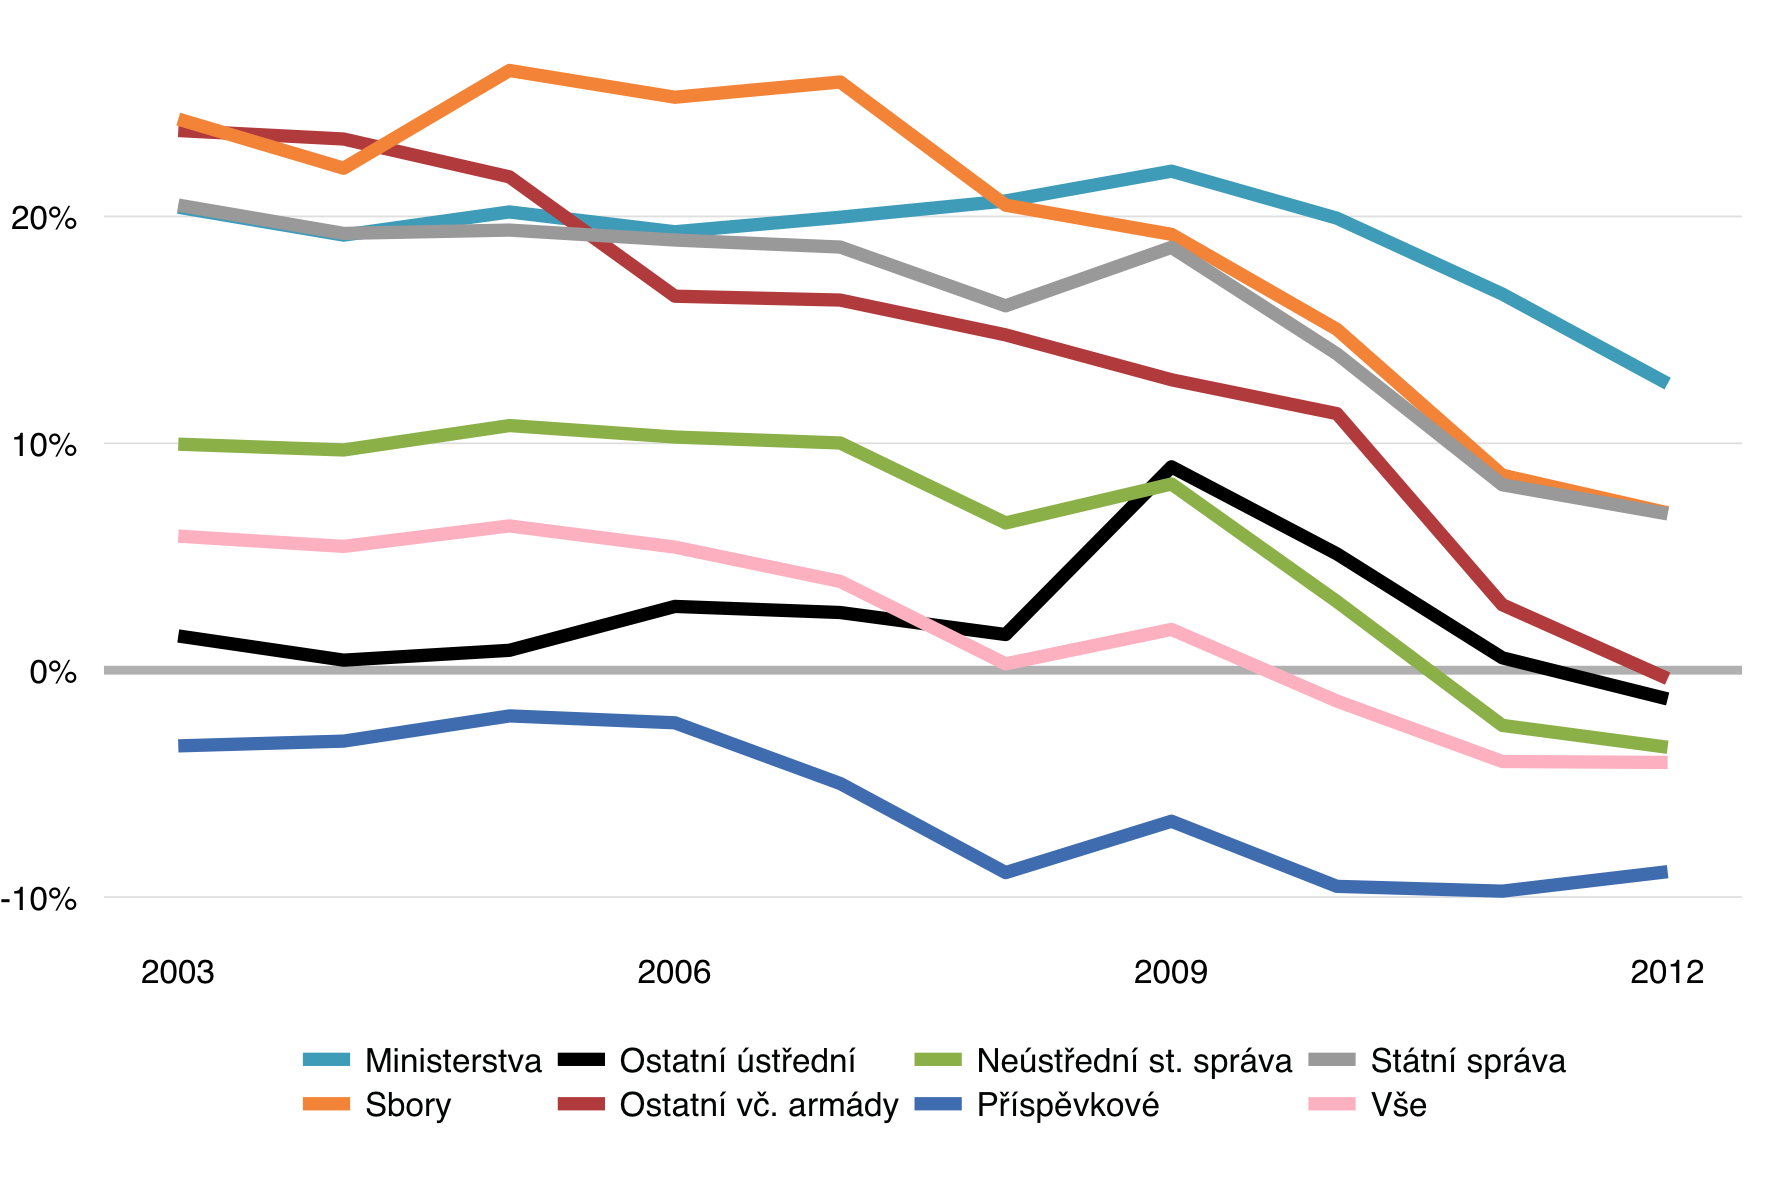 20%
10%
0%
-10%
2003 2006 2009 2012
Ministerstva Ostatní ústřední Neústřední st. správa Státní správa
Sbory Ostatní vč. armády Příspěvkové Vše